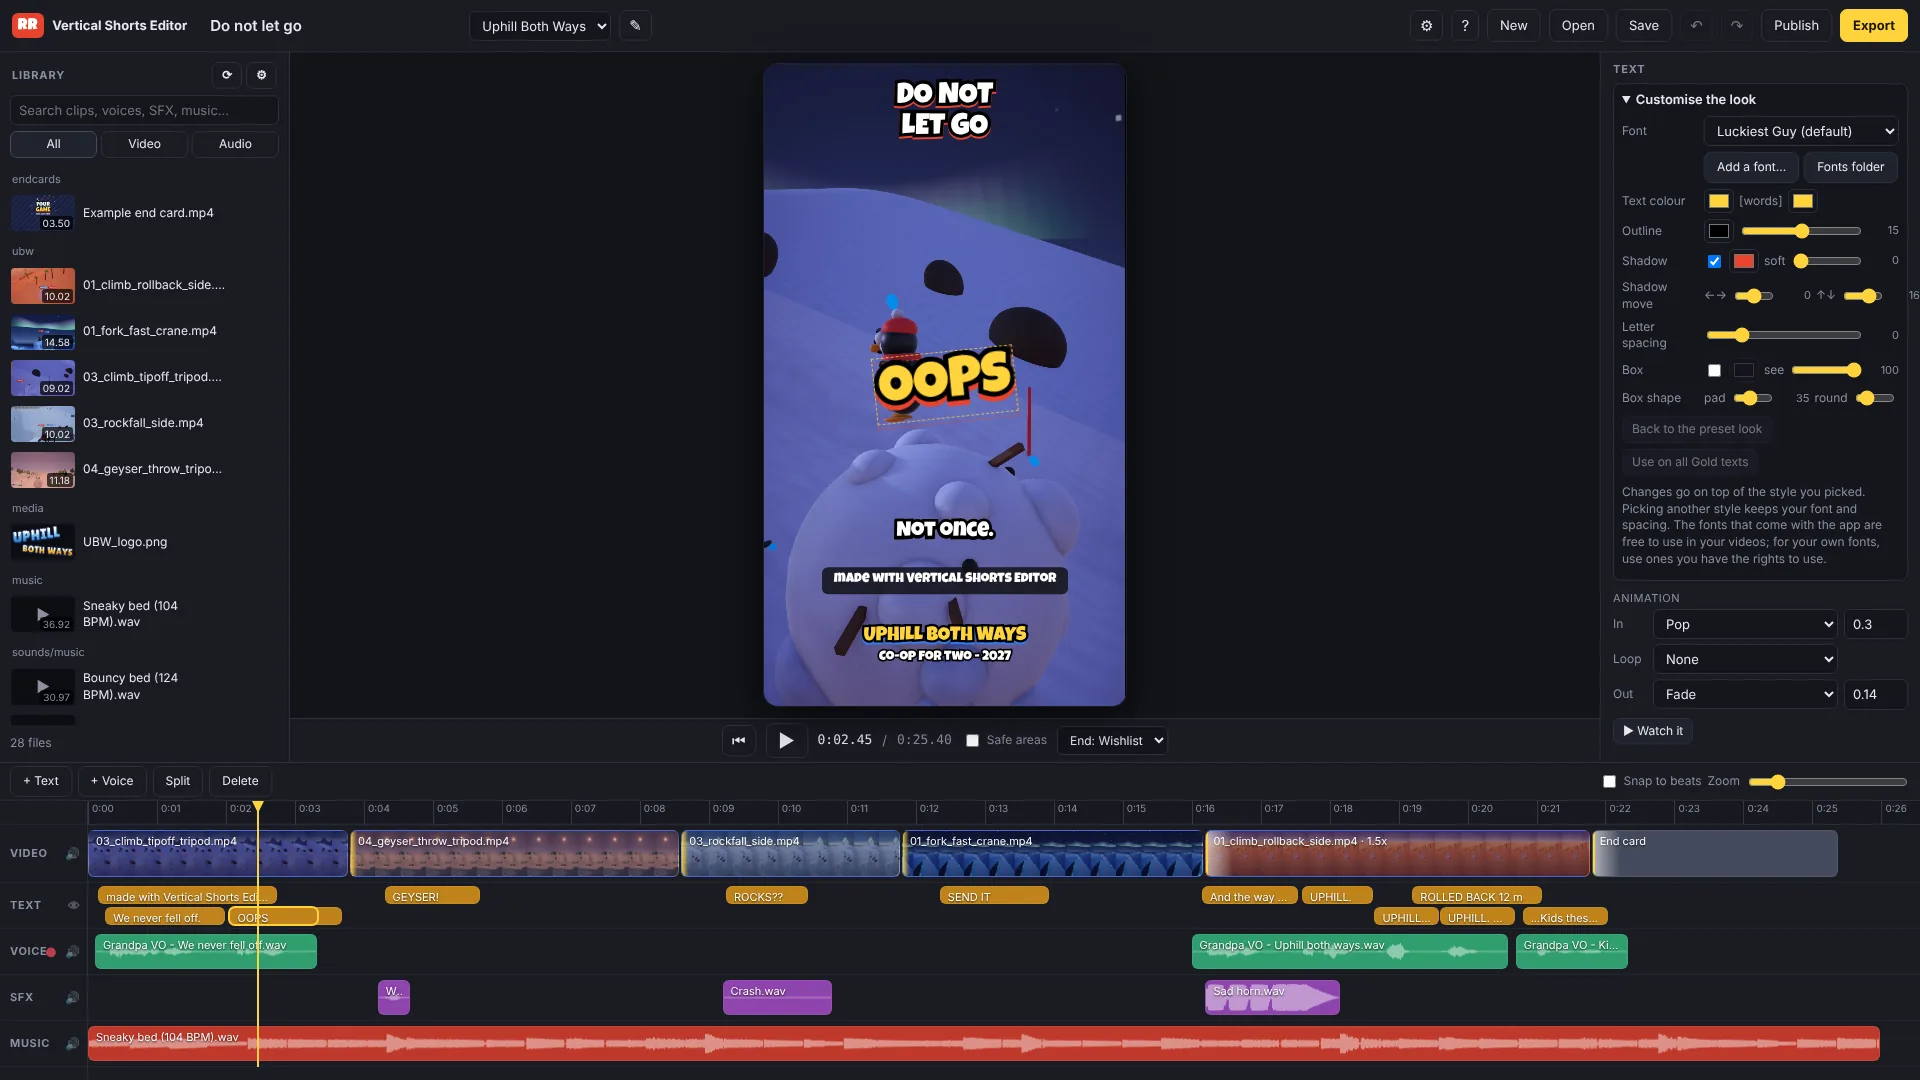 RR Vertical Shorts Editor Do not let go Uphill Both Ways New Open Save Publish Export
LIBRARY
Search clips, voices, SFX, music...
All Video Audio
endcards
YOUR GAME 03.50 Example end card.mp4
ubw
10.02 01_climb_rollback_side....
14.58 01_fork_fast_crane.mp4
09.02 03_climb_tipoff_tripod....
10.02 03_rockfall_side.mp4
11.18 04_geyser_throw_tripo...
media
UPHILL BOTH WAYS UBW_logo.png
music
36.92 Sneaky bed (104 BPM).wav
sounds/music
30.97 Bouncy bed (124 BPM).wav
28 files
DO NOT
LET GO
OOPS
Not once.
made with Vertical Shorts Editor
UPHILL BOTH WAYS
CO-OP FOR TWO - 2027
0:02.45 / 0:25.40 Safe areas End: Wishlist
TEXT
▼ Customise the look
Font Luckiest Guy (default)
Add a font... Fonts folder
Text colour [words]
Outline 15
Shadow soft 0
Shadow move ←→ 0 ↑↓ 16
Letter spacing 0
Box see 100
Box shape pad 35 round
Back to the preset look
Use on all Gold texts
Changes go on top of the style you picked.
Picking another style keeps your font and
spacing. The fonts that come with the app are
free to use in your videos; for your own fonts,
use ones you have the rights to use.
ANIMATION
In Pop 0.3
Loop None
Out Fade 0.14
▶ Watch it
+ Text + Voice Split Delete Snap to beats Zoom
0:00 0:01 0:02 0:03 0:04 0:05 0:06 0:07 0:08 0:09 0:10 0:11 0:12 0:13 0:14 0:15 0:16 0:17 0:18 0:19 0:20 0:21 0:22 0:23 0:24 0:25 0:26
VIDEO 03_climb_tipoff_tripod.mp4 04_geyser_throw_tripod.mp4 03_rockfall_side.mp4 01_fork_fast_crane.mp4 01_climb_rollback_side.mp4 · 1.5x End card
TEXT made with Vertical Shorts Edi... GEYSER! ROCKS?? SEND IT And the way ... UPHILL. ROLLED BACK 12 m
We never fell off. OOPS UPHILL... UPHILL. ... ...Kids thes...
VOICE Grandpa VO - We never fell off.wav Grandpa VO - Uphill both ways.wav Grandpa VO - Ki...
SFX W... Crash.wav Sad horn.wav
MUSIC Sneaky bed (104 BPM).wav